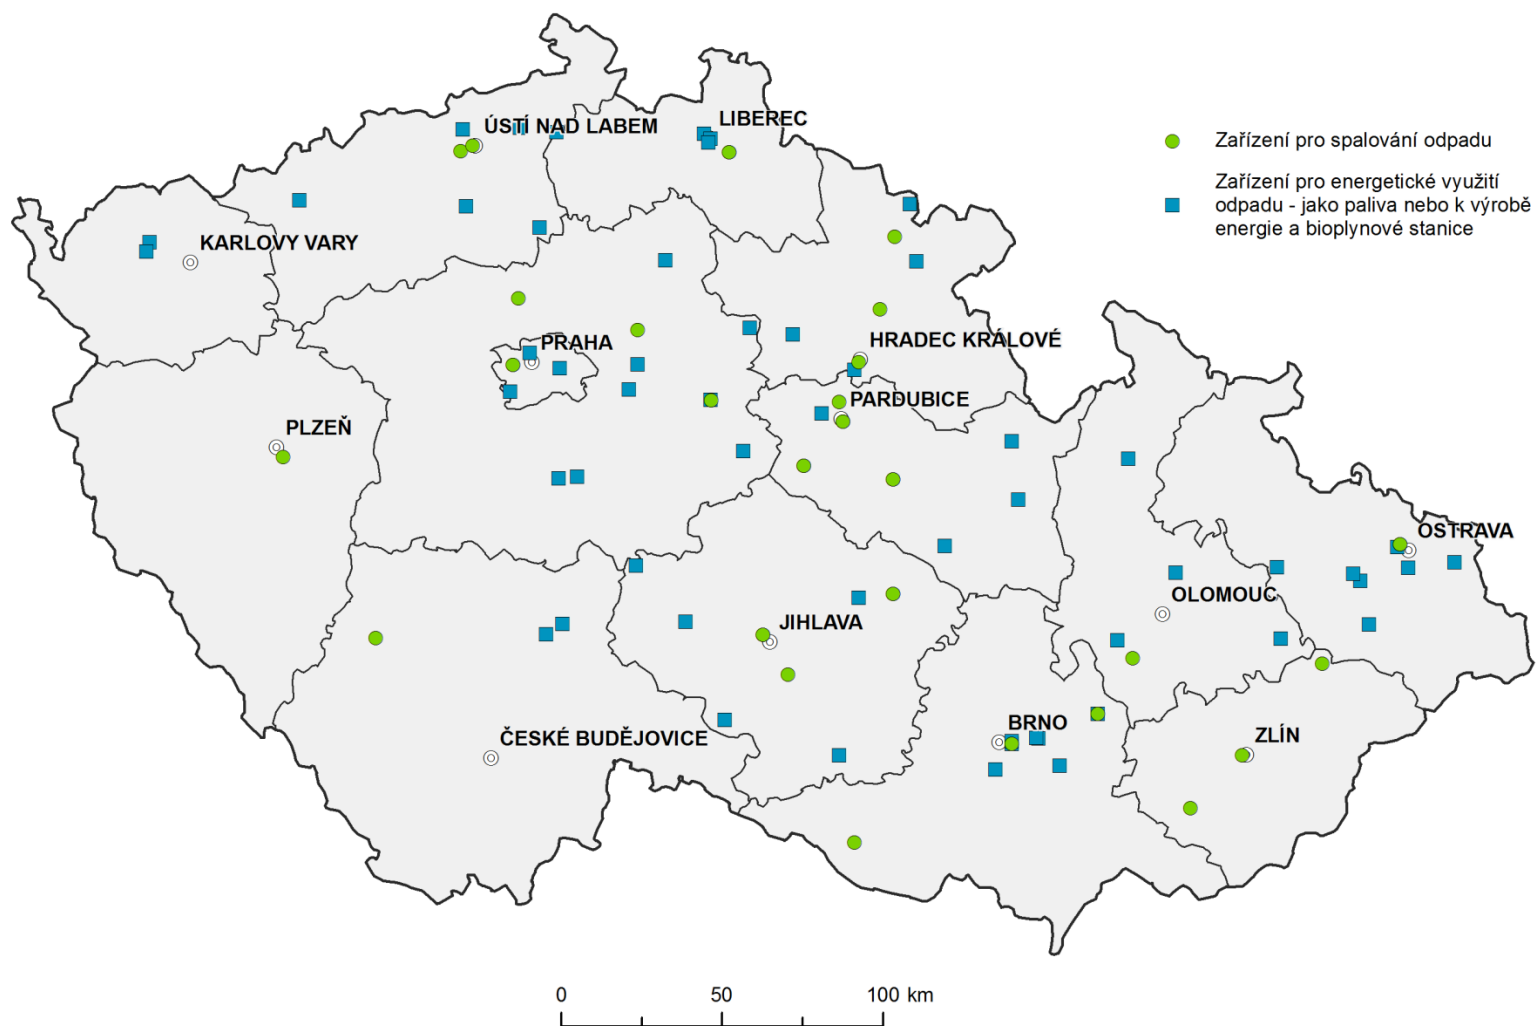 LIBEREC
ÚSTÍ NAD LABEM
Zařízení pro spalování odpadu
Zařízení pro energetické využití
odpadu - jako paliva nebo k výrobě
energie a bioplynové stanice
KARLOVY VARY
PRAHA
HRADEC KRÁLOVÉ
PARDUBICE
PLZEŇ
OSTRAVA
OLOMOUC
JIHLAVA
BRNO
ZLÍN
ČESKÉ BUDĚJOVICE
0 50 100 km